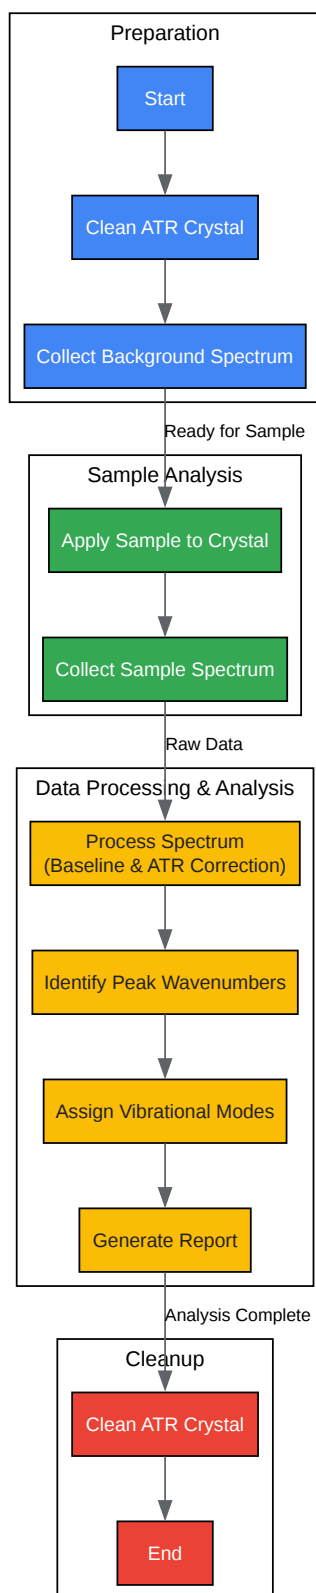 Preparation
Start
Clean ATR Crystal
Collect Background Spectrum
Ready for Sample
Sample Analysis
Apply Sample to Crystal
Collect Sample Spectrum
Raw Data
Data Processing & Analysis
Process Spectrum
(Baseline & ATR Correction)
Identify Peak Wavenumbers
Assign Vibrational Modes
Generate Report
Analysis Complete
Cleanup
Clean ATR Crystal
End